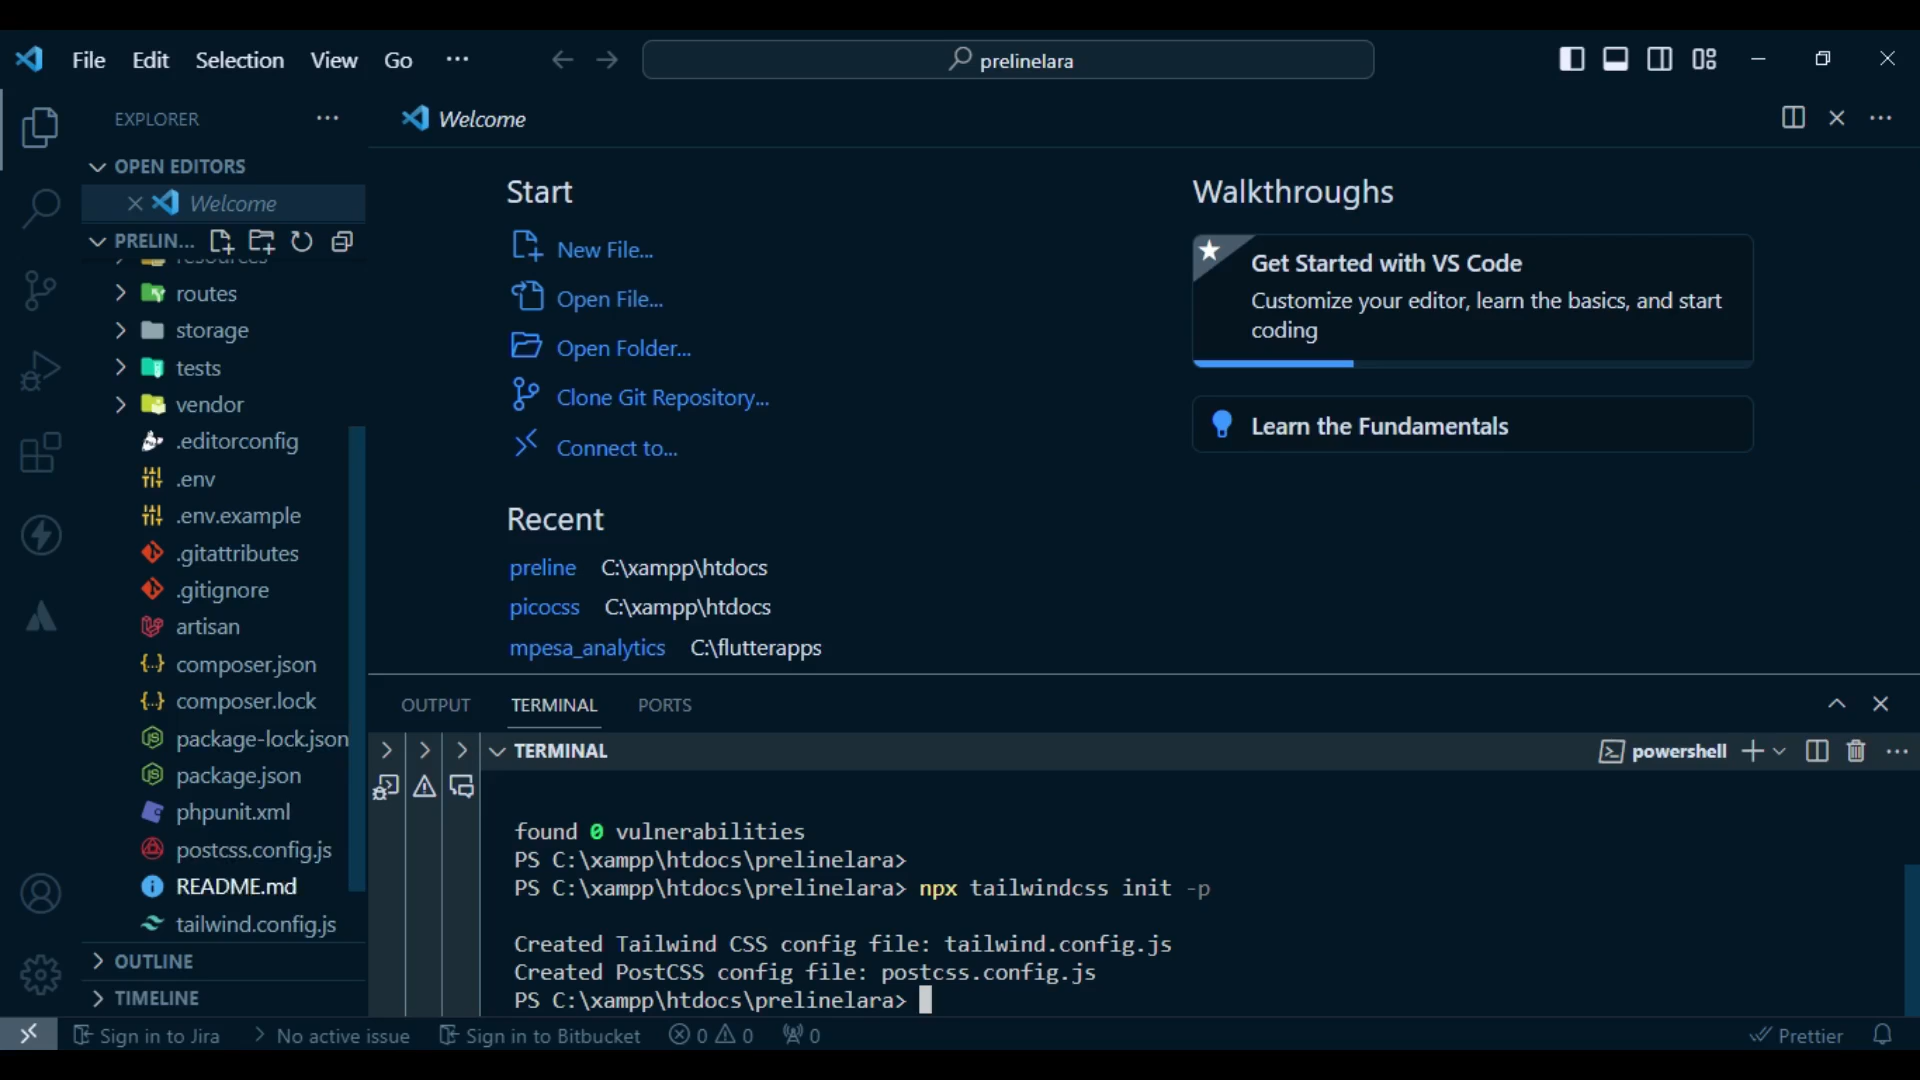 File Edit Selection View Go ···
prelinelara
EXPLORER ···
OPEN EDITORS
Welcome
PRELIN...
resources
routes
storage
tests
vendor
.editorconfig
.env
.env.example
.gitattributes
.gitignore
artisan
composer.json
composer.lock
package-lock.json
package.json
phpunit.xml
postcss.config.js
README.md
tailwind.config.js
OUTLINE
TIMELINE
Welcome
Start
New File...
Open File...
Open Folder...
Clone Git Repository...
Connect to...
Recent
preline C:\xampp\htdocs
picocss C:\xampp\htdocs
mpesa_analytics C:\flutterapps
Walkthroughs
Get Started with VS Code
Customize your editor, learn the basics, and start
coding
Learn the Fundamentals
OUTPUT TERMINAL PORTS
TERMINAL
powershell
found 0 vulnerabilities
PS C:\xampp\htdocs\prelinelara>
PS C:\xampp\htdocs\prelinelara> npx tailwindcss init -p
Created Tailwind CSS config file: tailwind.config.js
Created PostCSS config file: postcss.config.js
PS C:\xampp\htdocs\prelinelara>
Sign in to Jira No active issue Sign in to Bitbucket 0 0 0 Prettier